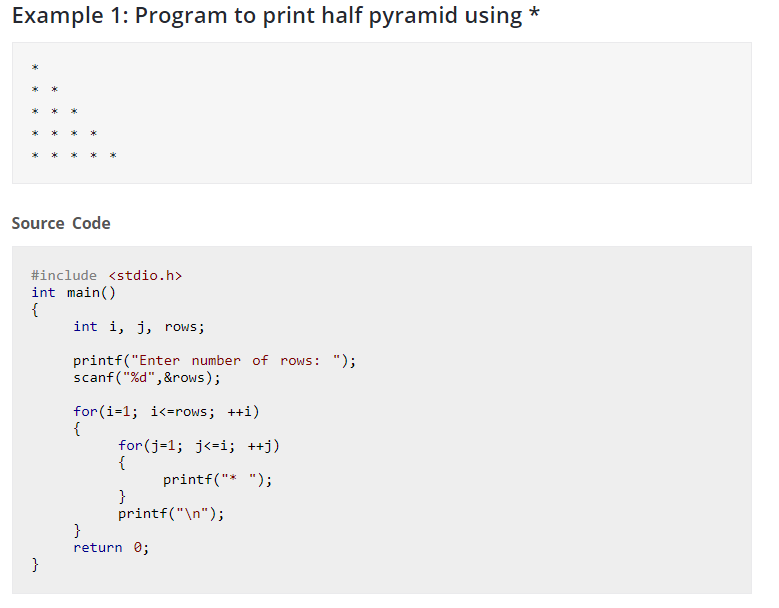 Example 1: Program to print half pyramid using *
*
* *
* * *
* * * *
* * * * *
Source Code
#include <stdio.h>
int main()
{
    int i, j, rows;
    printf("Enter number of rows: ");
    scanf("%d",&rows);
    for(i=1; i<=rows; ++i)
    {
        for(j=1; j<=i; ++j)
        {
            printf("* ");
        }
        printf("\n");
    }
    return 0;
}